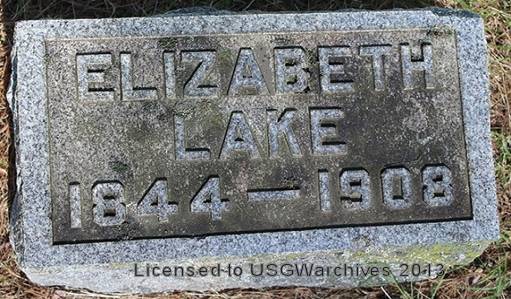 ELIZABETH
LAKE
1844 — 1908
Licensed to USGWarchives 2013